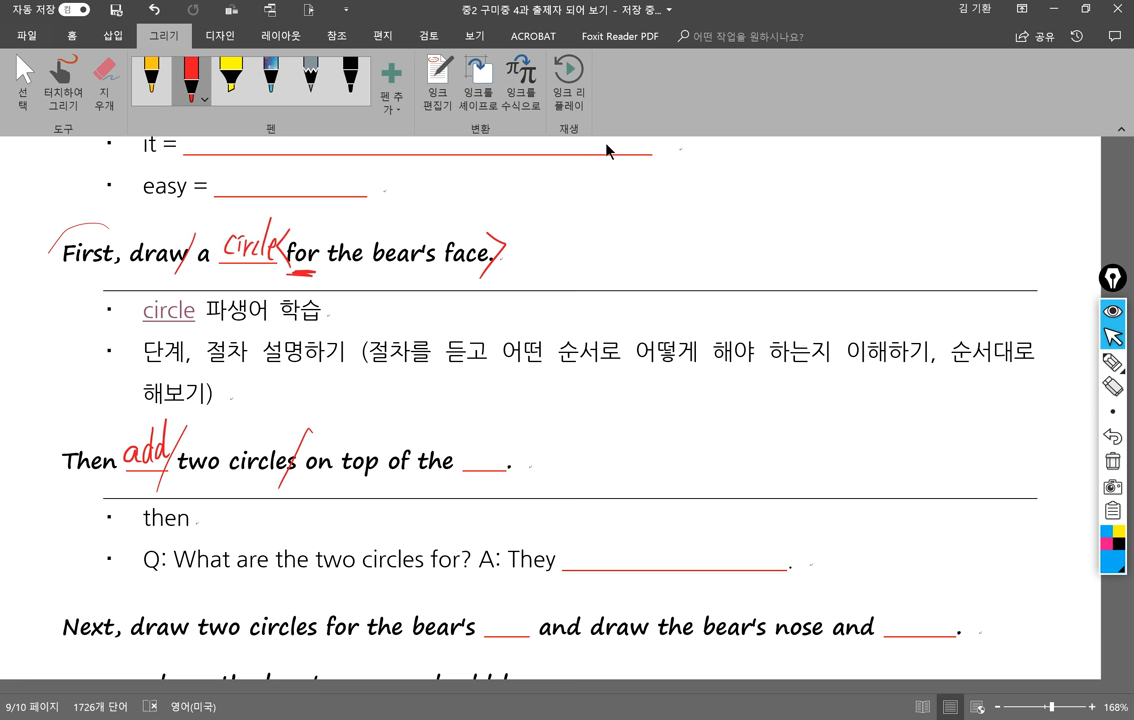 자동 저장 컴
중2 구미중 4과 출제자 되어 보기 - 저장 중...
김 기환
파일 홈 삽입 그리기 디자인 레이아웃 참조 편지 검토 보기 ACROBAT Foxit Reader PDF 어떤 작업을 원하시나요? 공유
선택 터치하여 그리기 지우개 펜 추가 잉크 편집기 잉크를 셰이프로 잉크를 수식으로 잉크 리플레이
도구 펜 변환 재생
· it =
· easy =
First, draw a circle for the bear's face.
· circle 파생어 학습
· 단계, 절차 설명하기 (절차를 듣고 어떤 순서로 어떻게 해야 하는지 이해하기, 순서대로
해보기)
Then add two circles on top of the ____.
· then
· Q: What are the two circles for? A: They ____.
Next, draw two circles for the bear's ____ and draw the bear's nose and ____.
9/10 페이지 1726개 단어 영어(미국) 168%